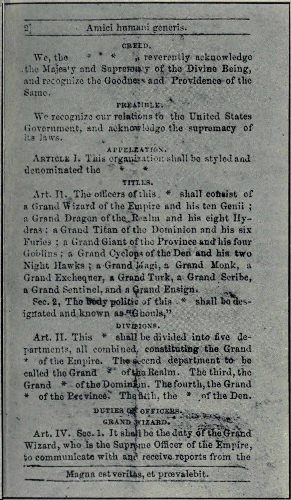 2] Amici humani generis.
CREED.
We, the * * , reverently acknowledge
the Majesty and Supremacy of the Divine Being,
and recognize the Goodness and Providence of the
Same.
PREAMBLE.
We recognize our relations to the United States
Government, and acknowledge the supremacy of
its laws.
APPELLATION.
ARTICLE I. This organization shall be styled and
denominated the * *
TITLES.
Art. II. The officers of this * shall consist of
a Grand Wizard of the Empire and his ten Genii ;
a Grand Dragon of the Realm and his eight Hy-
dras ; a Grand Titan of the Dominion and his six
Furies ; a Grand Giant of the Province and his four
Goblins ; a Grand Cyclops of the Den and his two
Night Hawks ; a Grand Magi, a Grand Monk, a
Grand Exchequer, a Grand Turk, a Grand Scribe,
a Grand Sentinel, and a Grand Ensign.
Sec. 2, The body politic of this * shall be des-
ignated and known as "Ghouls,"
DIVISIONS.
Art. II. This * shall be divided into five de-
partments, all combined, constituting the Grand
* of the Empire. The second department to be
called the Grand * of the Realm. The third, the
Grand * of the Dominion. The fourth, the Grand
* of the Province. The fifth, the * of the Den.
DUTIES OF OFFICERS.
GRAND WIZARD.
Art. IV. Sec. 1. It shall be the duty of the Grand
Wizard, who is the Supreme Officer of the Empire,
to communicate with and receive reports from the
Magna est veritas, et prœvalebit.